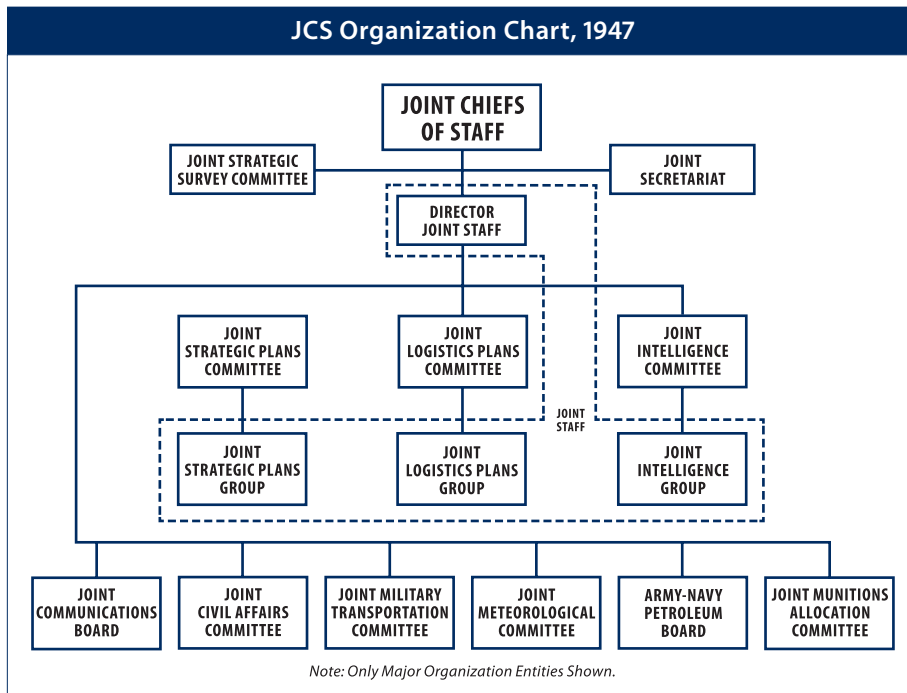 JCS Organization Chart, 1947
JOINT CHIEFS
OF STAFF
JOINT STRATEGIC
SURVEY COMMITTEE
JOINT
SECRETARIAT
DIRECTOR
JOINT STAFF
JOINT
STRATEGIC PLANS
COMMITTEE
JOINT
LOGISTICS PLANS
COMMITTEE
JOINT
INTELLIGENCE
COMMITTEE
JOINT
STAFF
JOINT
STRATEGIC PLANS
GROUP
JOINT
LOGISTICS PLANS
GROUP
JOINT
INTELLIGENCE
GROUP
JOINT
COMMUNICATIONS
BOARD
JOINT
CIVIL AFFAIRS
COMMITTEE
JOINT MILITARY
TRANSPORTATION
COMMITTEE
JOINT
METEOROLOGICAL
COMMITTEE
ARMY-NAVY
PETROLEUM
BOARD
JOINT MUNITIONS
ALLOCATION
COMMITTEE
Note: Only Major Organization Entities Shown.